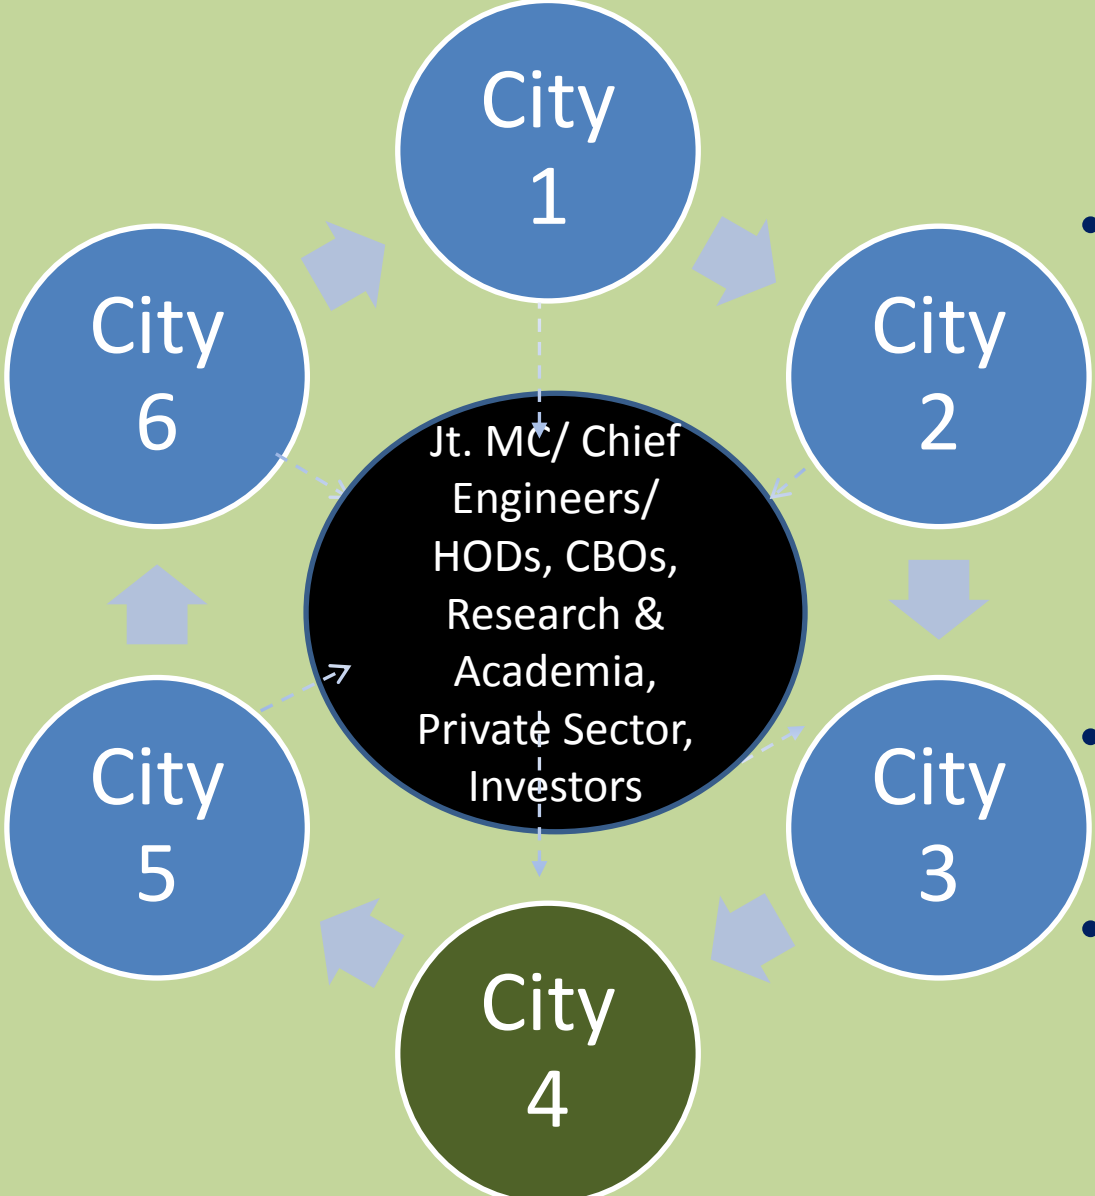 City
1
City
2
City
3
City
4
City
5
City
6
Jt. MC/ Chief
Engineers/
HODs, CBOs,
Research &
Academia,
Private Sector,
Investors